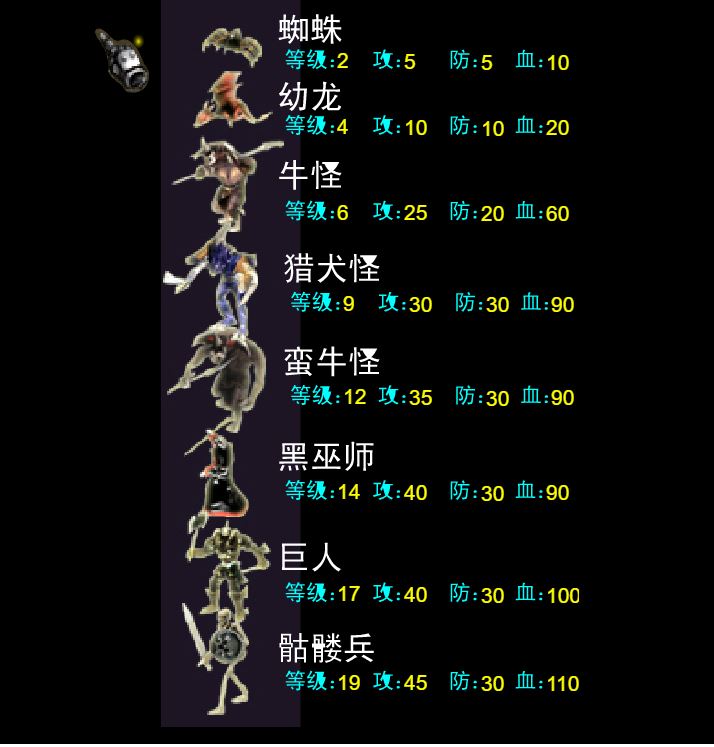 蜘蛛
等级:2 攻:5 防:5 血:10
幼龙
等级:4 攻:10 防:10 血:20
牛怪
等级:6 攻:25 防:20 血:60
猎犬怪
等级:9 攻:30 防:30 血:90
蛮牛怪
等级:12 攻:35 防:30 血:90
黑巫师
等级:14 攻:40 防:30 血:90
巨人
等级:17 攻:40 防:30 血:100
骷髅兵
等级:19 攻:45 防:30 血:110